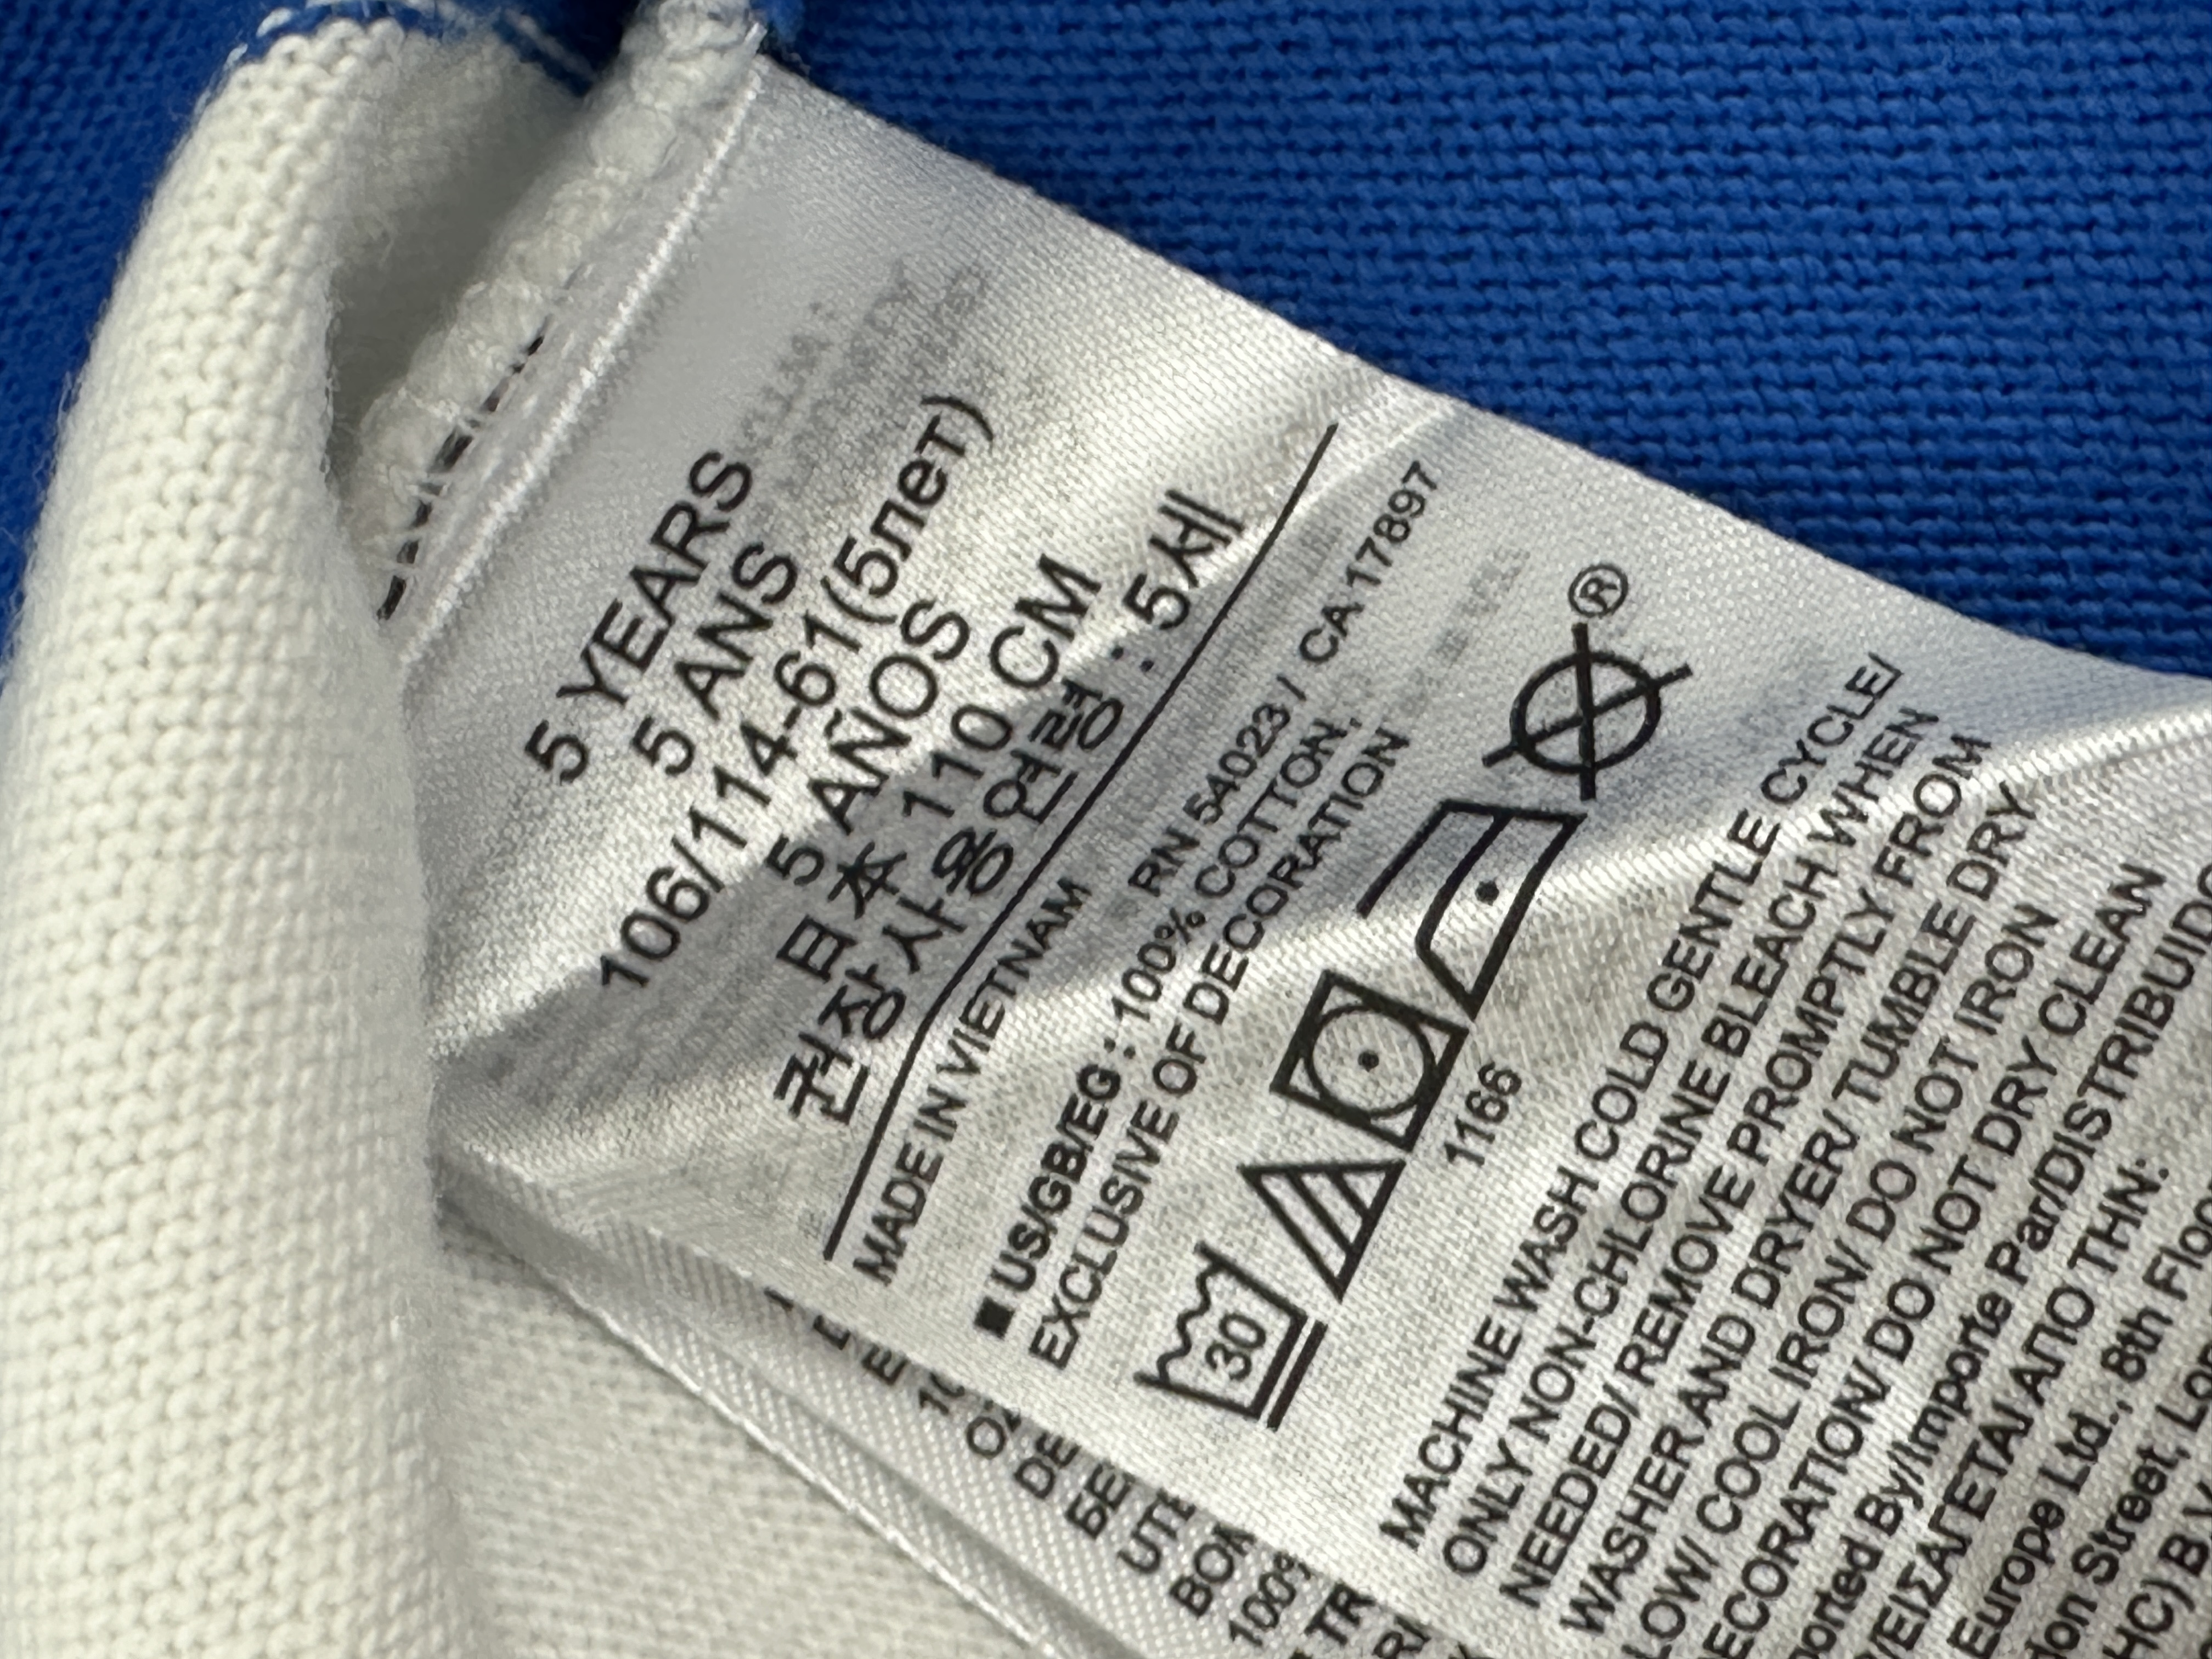 5 YEARS
5 ANS
106/114-61(5лет)
5 AÑOS
日本 110 CM
권장사용연령 : 5세
MADE IN VIETNAM RN 54023 / CA 17897
■ US/GB/EG : 100% COTTON,
EXCLUSIVE OF DECORATION
30
®
1166
MACHINE WASH COLD GENTLE CYCLE/
ONLY NON-CHLORINE BLEACH WHEN
NEEDED/ REMOVE PROMPTLY FROM
WASHER AND DRYER/ TUMBLE DRY
LOW/ COOL IRON/ DO NOT IRON
DECORATION/ DO NOT DRY CLEAN
By/Importe Par/DISTRIBUIDO
ΑΠΟ ΤΗΝ:
Europe Ltd., 8th
Street,
100%